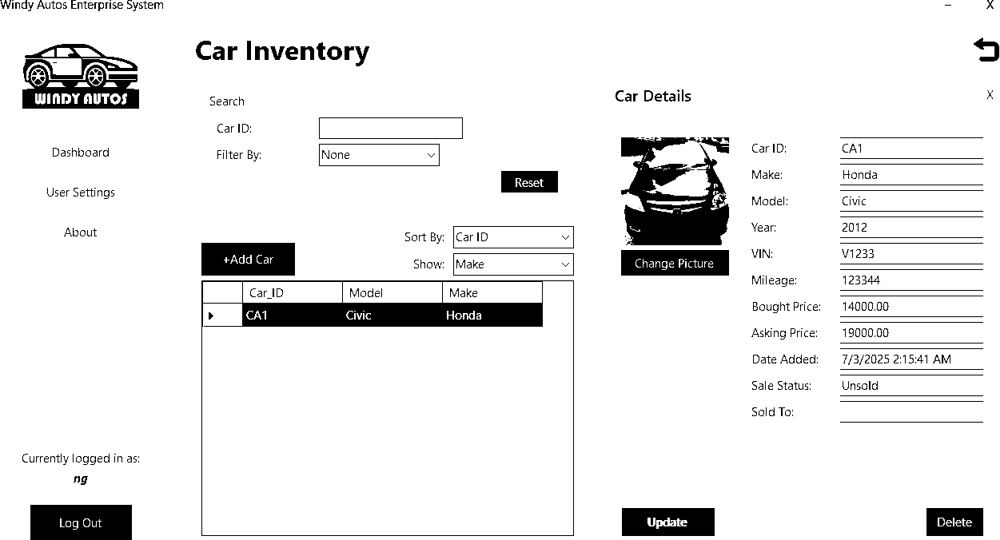 Windy Autos Enterprise System
– X
WINDY AUTOS
Dashboard
User Settings
About
Currently logged in as:
ng
Log Out
Car Inventory
Search
Car ID:
Filter By: None
Reset
Sort By: Car ID
+Add Car
Show: Make
Car_ID Model Make
CA1 Civic Honda
Car Details X
Change Picture
Car ID: CA1
Make: Honda
Model: Civic
Year: 2012
VIN: V1233
Mileage: 123344
Bought Price: 14000.00
Asking Price: 19000.00
Date Added: 7/3/2025 2:15:41 AM
Sale Status: Unsold
Sold To:
Update
Delete